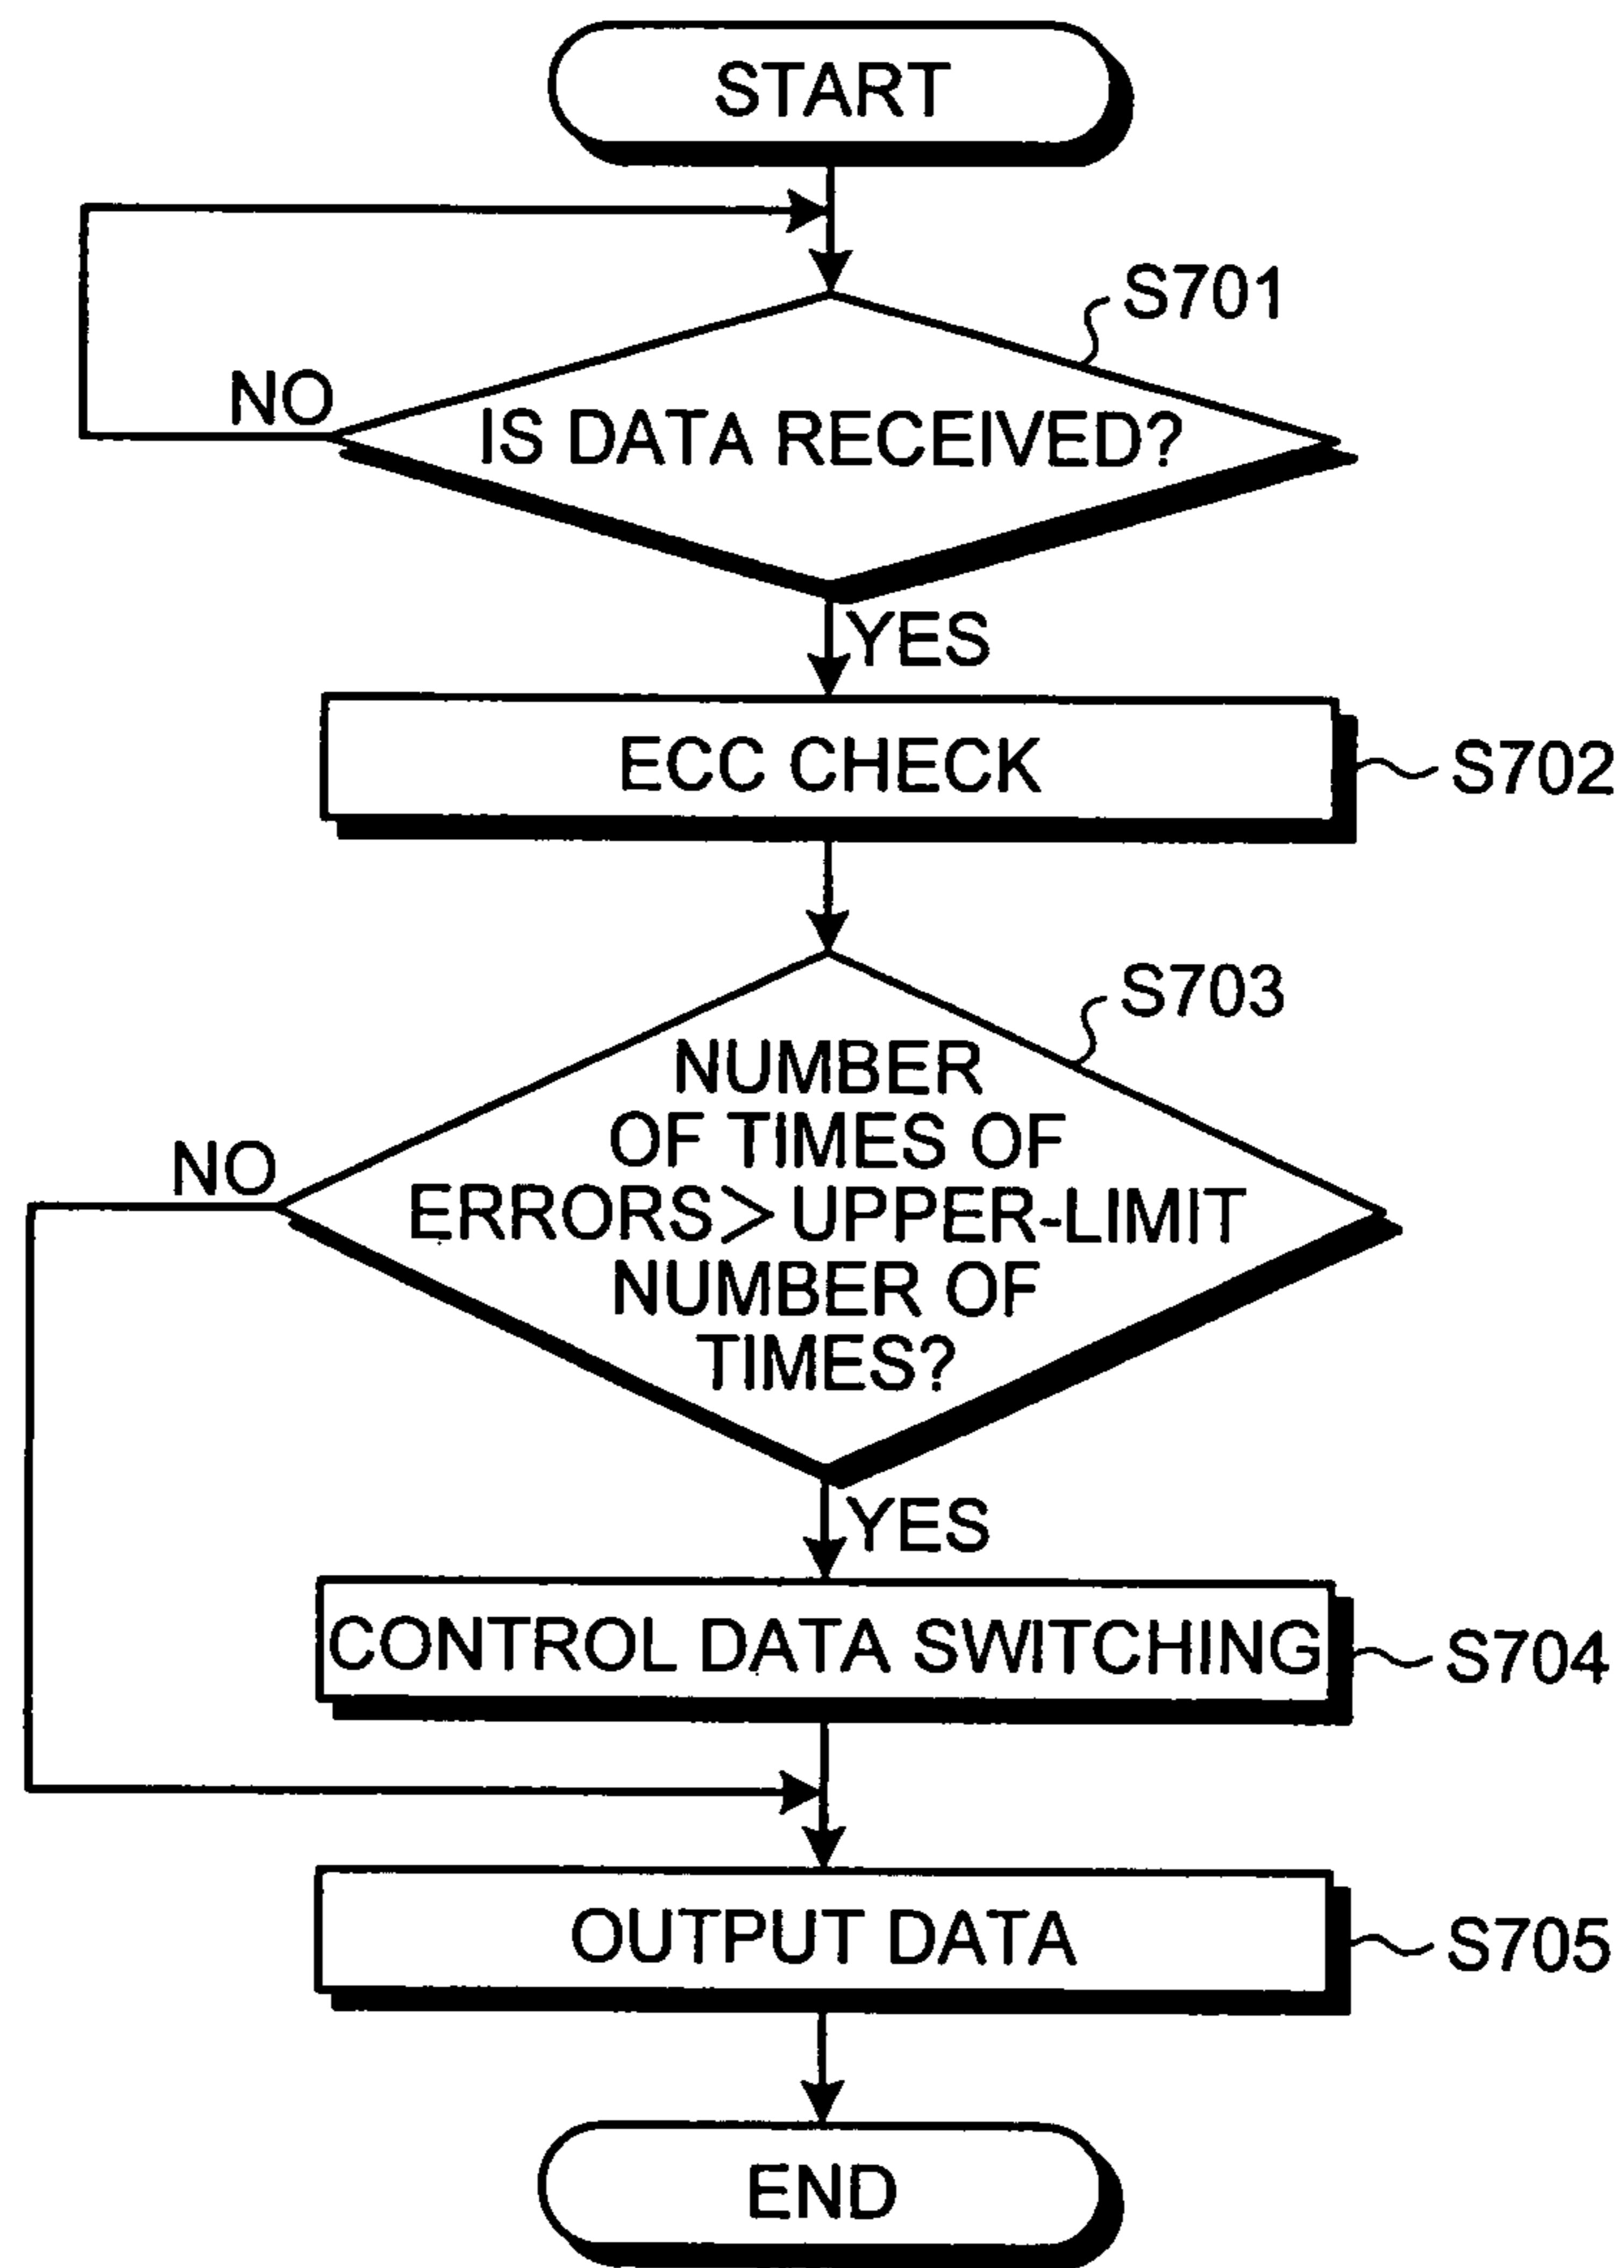 START
S701
NO
IS DATA RECEIVED?
YES
ECC CHECK
S702
S703
NUMBER
OF TIMES OF
NO
ERRORS>UPPER-LIMIT
NUMBER OF
TIMES?
YES
CONTROL DATA SWITCHING
S704
OUTPUT DATA
S705
END